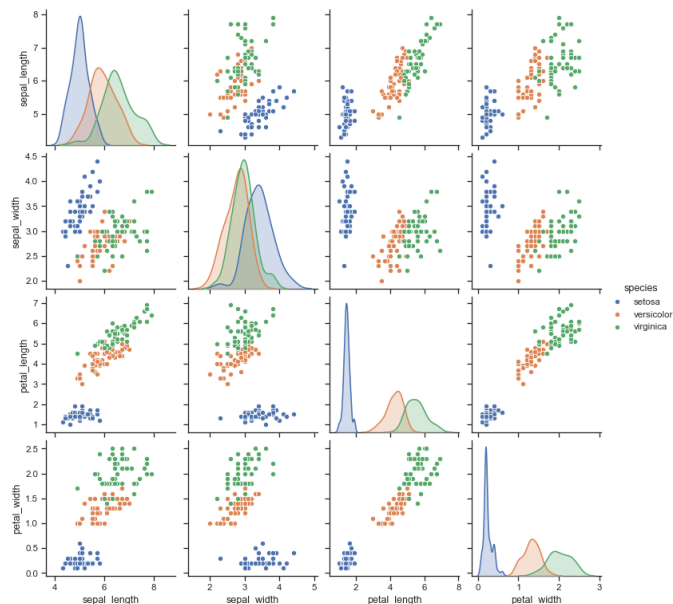 8
7
6
5
sepal_length
4.5
4.0
3.5
3.0
2.5
2.0
sepal_width
species
setosa
versicolor
virginica
7
6
5
4
3
2
1
petal_length
2.5
2.0
1.5
1.0
0.5
0.0
petal_width
4 6 8
sepal_length
2 3 4 5
sepal_width
2 4 6 8
petal_length
0 1 2 3
petal_width